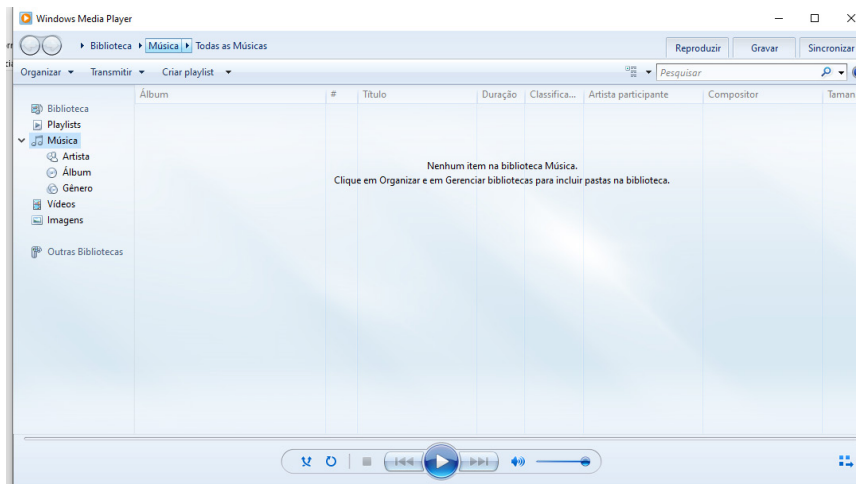 Windows Media Player
Biblioteca Música Todas as Músicas
Reproduzir Gravar Sincronizar
Organizar Transmitir Criar playlist
Pesquisar
Álbum # Título Duração Classifica... Artista participante Compositor Taman
Biblioteca
Playlists
Música
Artista
Álbum
Gênero
Vídeos
Imagens
Outras Bibliotecas
Nenhum item na biblioteca Música.
Clique em Organizar e em Gerenciar bibliotecas para incluir pastas na biblioteca.